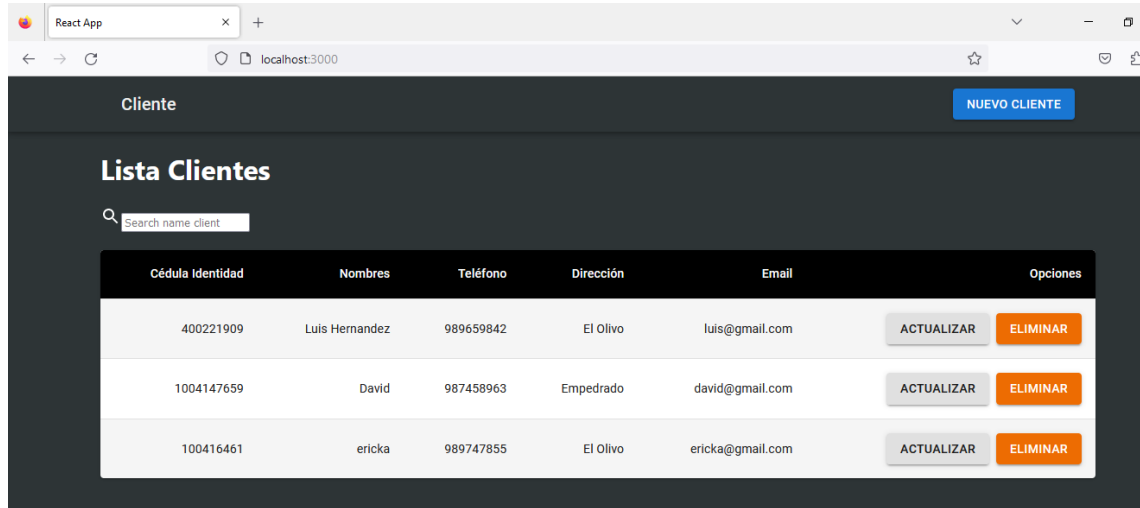 React App
localhost:3000
Cliente NUEVO CLIENTE
Lista Clientes
Search name client
Cédula Identidad Nombres Teléfono Dirección Email Opciones
400221909 Luis Hernandez 989659842 El Olivo luis@gmail.com ACTUALIZAR ELIMINAR
1004147659 David 987458963 Empedrado david@gmail.com ACTUALIZAR ELIMINAR
100416461 ericka 989747855 El Olivo ericka@gmail.com ACTUALIZAR ELIMINAR